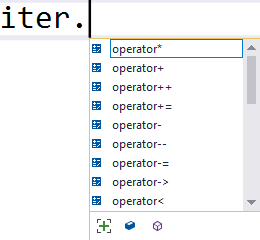 iter.
operator*
operator+
operator++
operator+=
operator-
operator--
operator-=
operator->
operator<